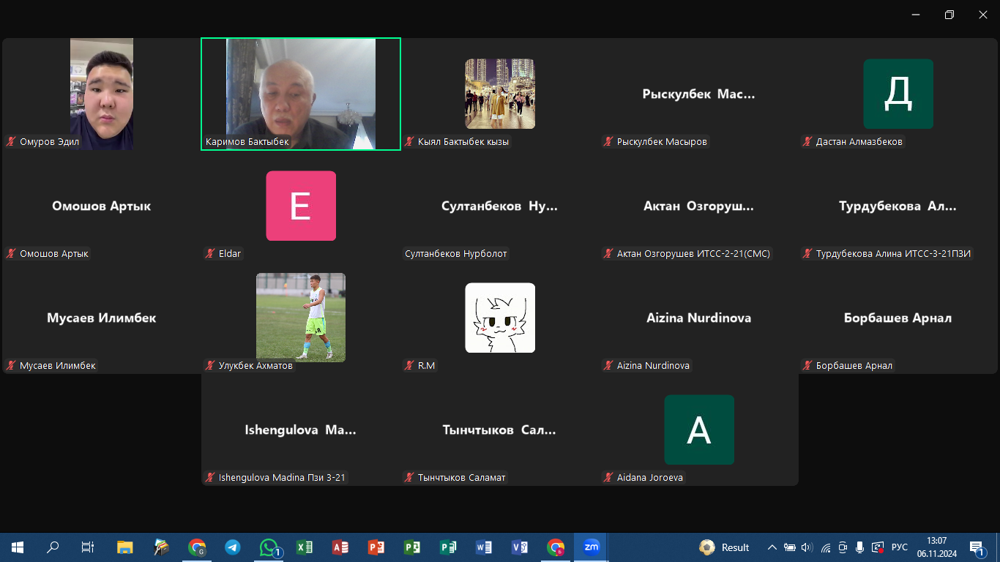 Омуров Эдил
Каримов Бактыбек
Кыял Бактыбек кызы
Рыскулбек Мас...
Рыскулбек Масыров
Д
Дастан Алмазбеков
Омошов Артык
Омошов Артык
E
Eldar
Султанбеков Ну...
Султанбеков Нурболот
Актан Озгоруш...
Актан Озгорушев ИТСС-2-21(СМС)
Турдубекова Ал...
Турдубекова Алина ИТСС-3-21ПЗИ
Мусаев Илимбек
Мусаев Илимбек
Улукбек Ахматов
R.M
Aizina Nurdinova
Aizina Nurdinova
Борбашев Арнал
Борбашев Арнал
Ishengulova Ma...
Ishengulova Madina Пзи 3-21
Тынчтыков Сал...
Тынчтыков Саламат
A
Aidana Joroeva
Result
РУС
13:07
06.11.2024